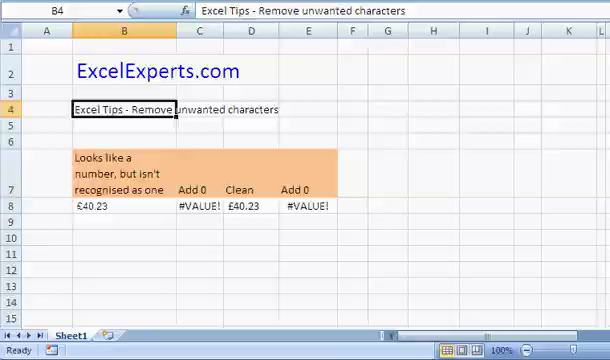 B4
Excel Tips - Remove unwanted characters
A B C D E F G H I J K L
1
2 ExcelExperts.com
3
4 Excel Tips - Remove unwanted characters
5
6
Looks like a
number, but isn't
7 recognised as one Add 0 Clean Add 0
8 £40.23 #VALUE! £40.23 #VALUE!
9
10
11
12
13
14
15
Sheet1
Ready 100%